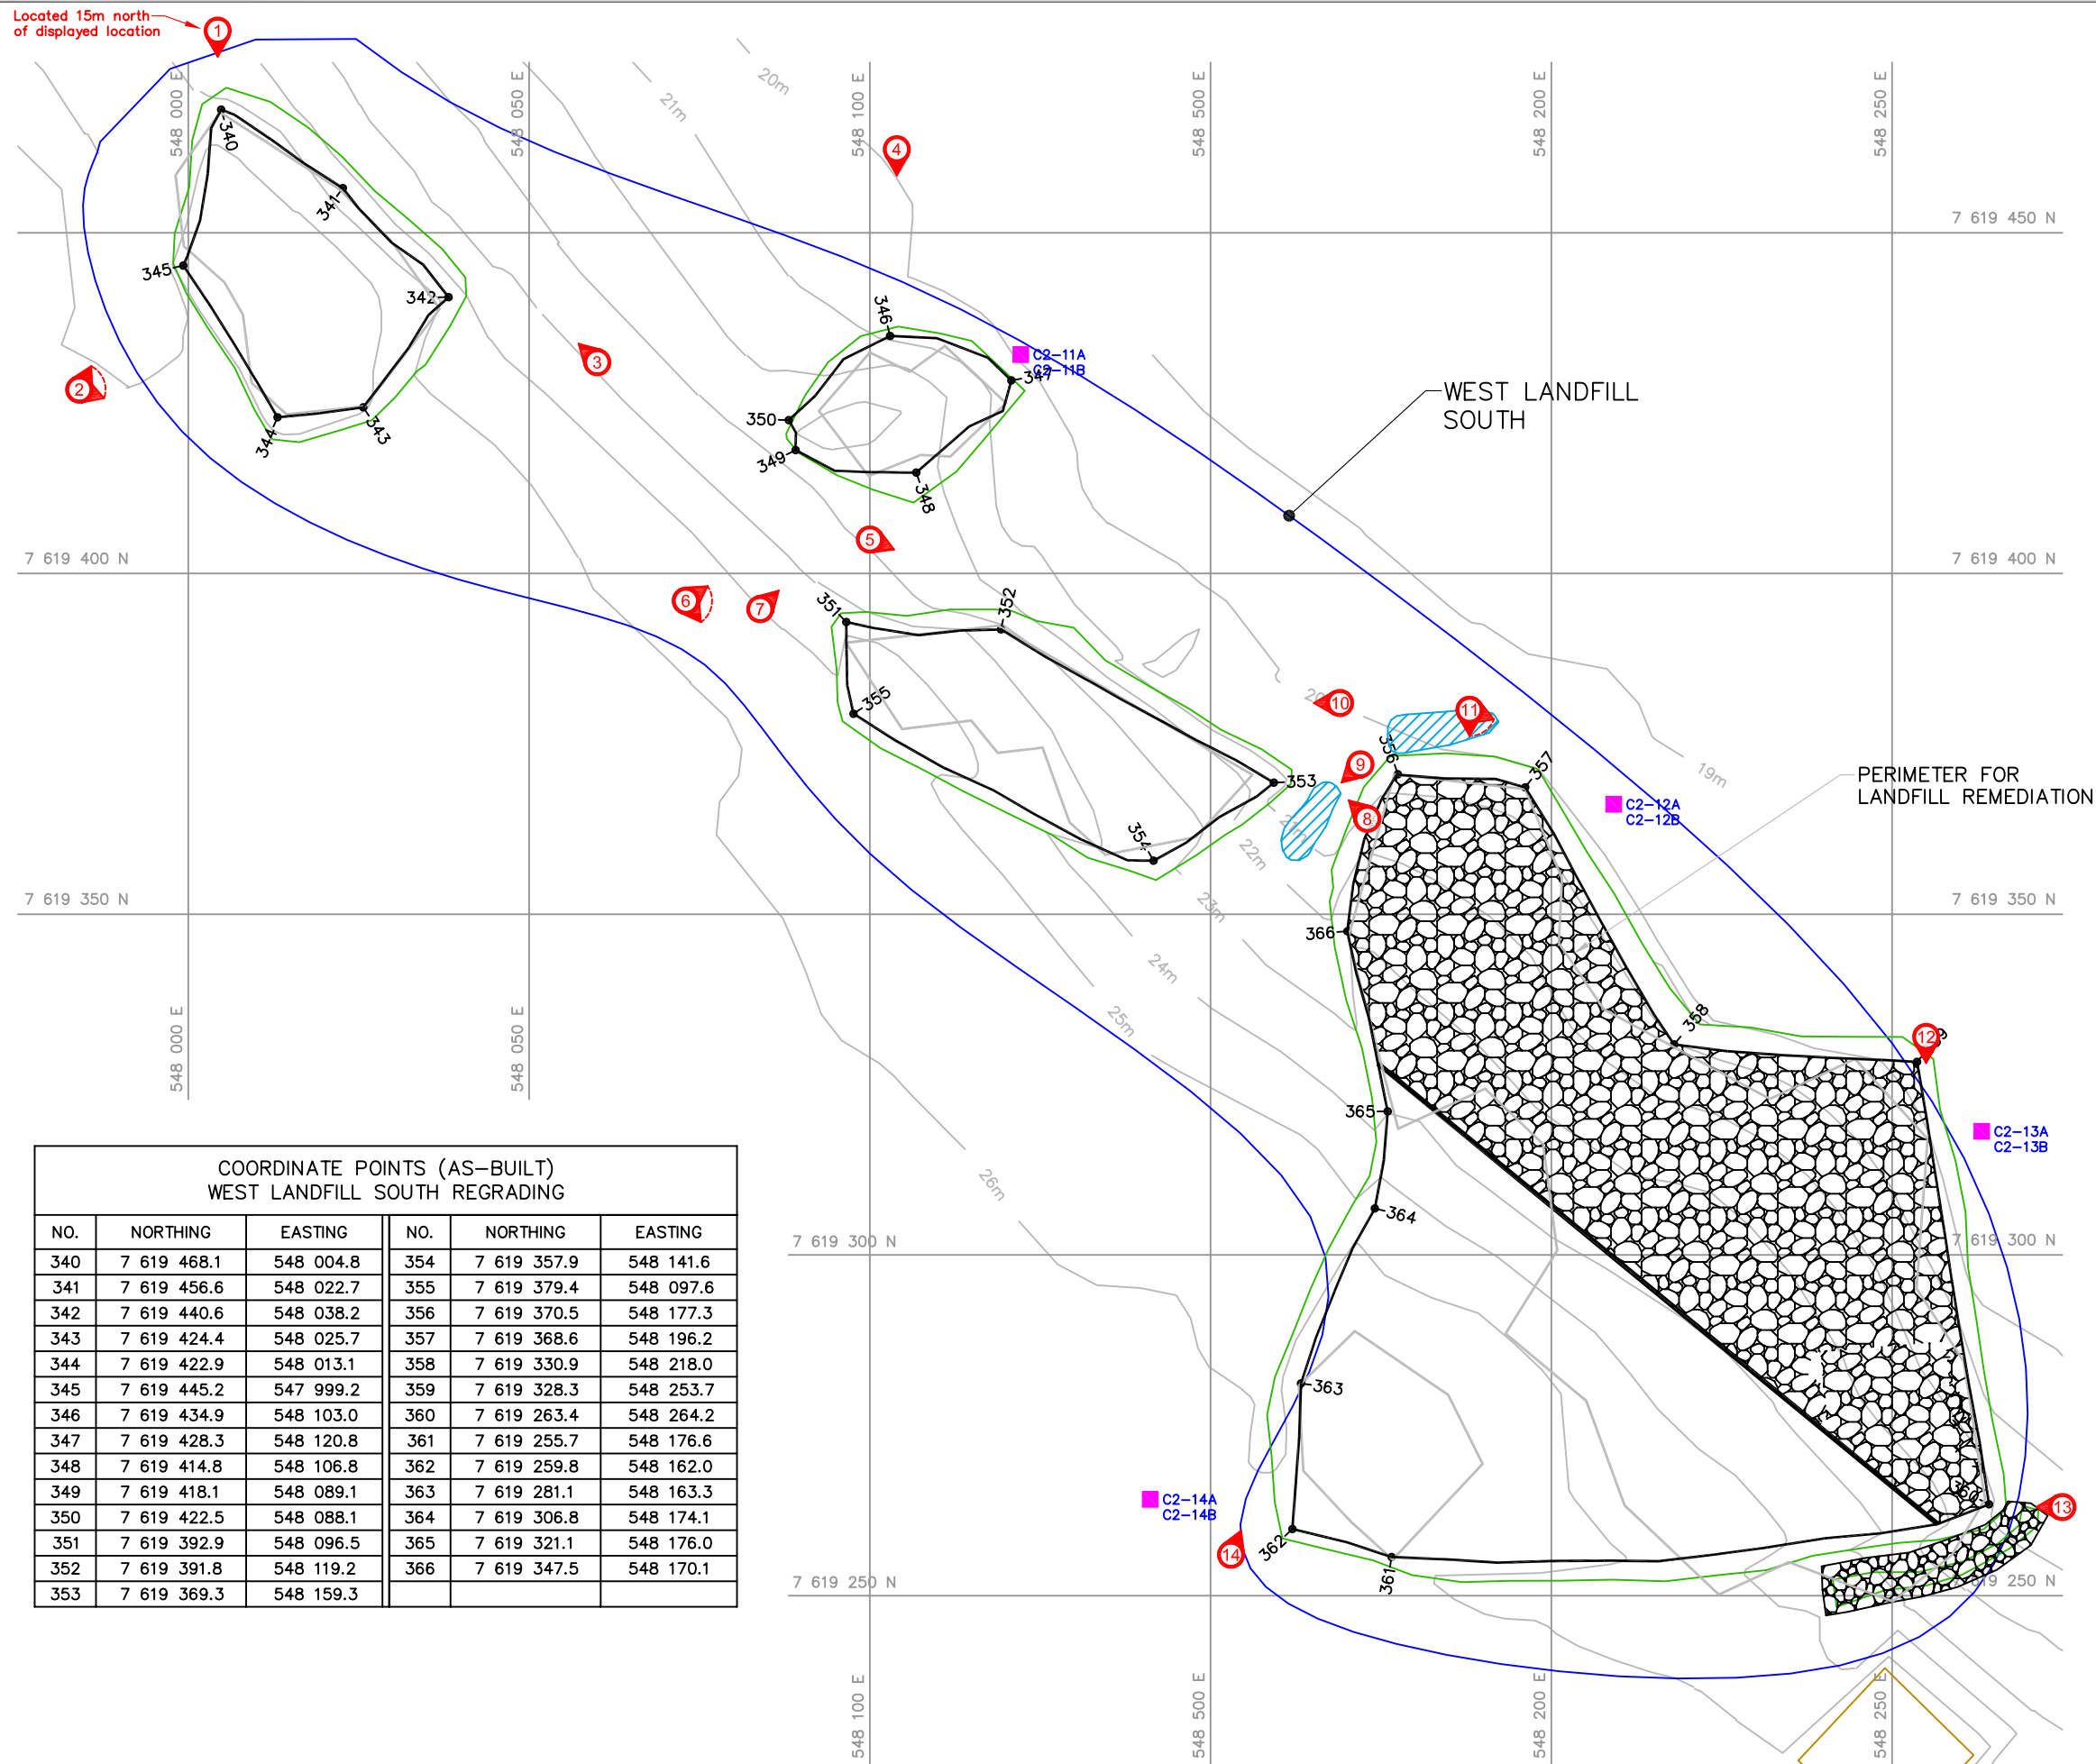 Located 15m north
of displayed location
1
548 000 E
548 050 E
21m
20m
548 100 E
548 500 E
548 200 E
548 250 E
4
340
341
7 619 450 N
345
342
346
3
2
C2-11A
C2-11B
347
WEST LANDFILL
SOUTH
350
344
343
349
348
5
7 619 400 N
7 619 400 N
6
7
351
352
355
10
11
356
357
9
19m
353
PERIMETER FOR
LANDFILL REMEDIATION
8
21m
C2-12A
C2-12B
354
22m
23m
7 619 350 N
7 619 350 N
366
24m
25m
358
12
548 000 E
548 050 E
365
C2-13A
C2-13B
26m
364
7 619 300 N
7 619 300 N
363
COORDINATE POINTS (AS-BUILT)
WEST LANDFILL SOUTH REGRADING
NO. NORTHING EASTING NO. NORTHING EASTING
340 7 619 468.1 548 004.8 354 7 619 357.9 548 141.6
341 7 619 456.6 548 022.7 355 7 619 379.4 548 097.6
342 7 619 440.6 548 038.2 356 7 619 370.5 548 177.3
343 7 619 424.4 548 025.7 357 7 619 368.6 548 196.2
344 7 619 422.9 548 013.1 358 7 619 330.9 548 218.0
345 7 619 445.2 547 999.2 359 7 619 328.3 548 253.7
346 7 619 434.9 548 103.0 360 7 619 263.4 548 264.2
347 7 619 428.3 548 120.8 361 7 619 255.7 548 176.6
348 7 619 414.8 548 106.8 362 7 619 259.8 548 162.0
349 7 619 418.1 548 089.1 363 7 619 281.1 548 163.3
350 7 619 422.5 548 088.1 364 7 619 306.8 548 174.1
351 7 619 392.9 548 096.5 365 7 619 321.1 548 176.0
352 7 619 391.8 548 119.2 366 7 619 347.5 548 170.1
353 7 619 369.3 548 159.3
C2-14A
C2-14B
360
13
14
362
361
7 619 250 N
619 250 N
548 100 E
548 500 E
548 200 E
548 250 E